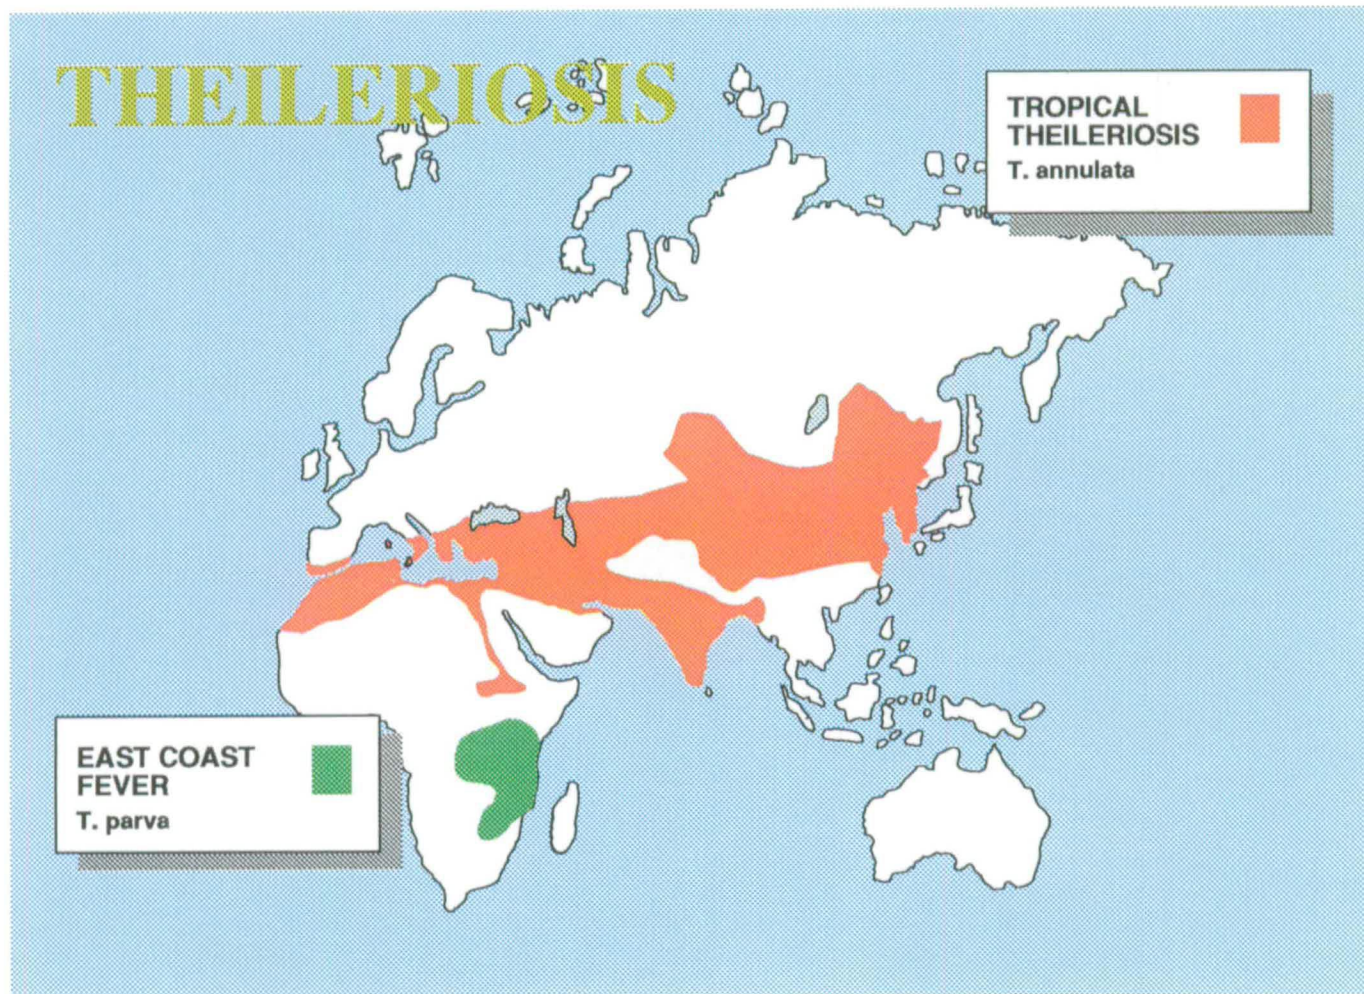 THEILERIOSIS
TROPICAL
THEILERIOSIS
T. annulata
EAST COAST
FEVER
T. parva